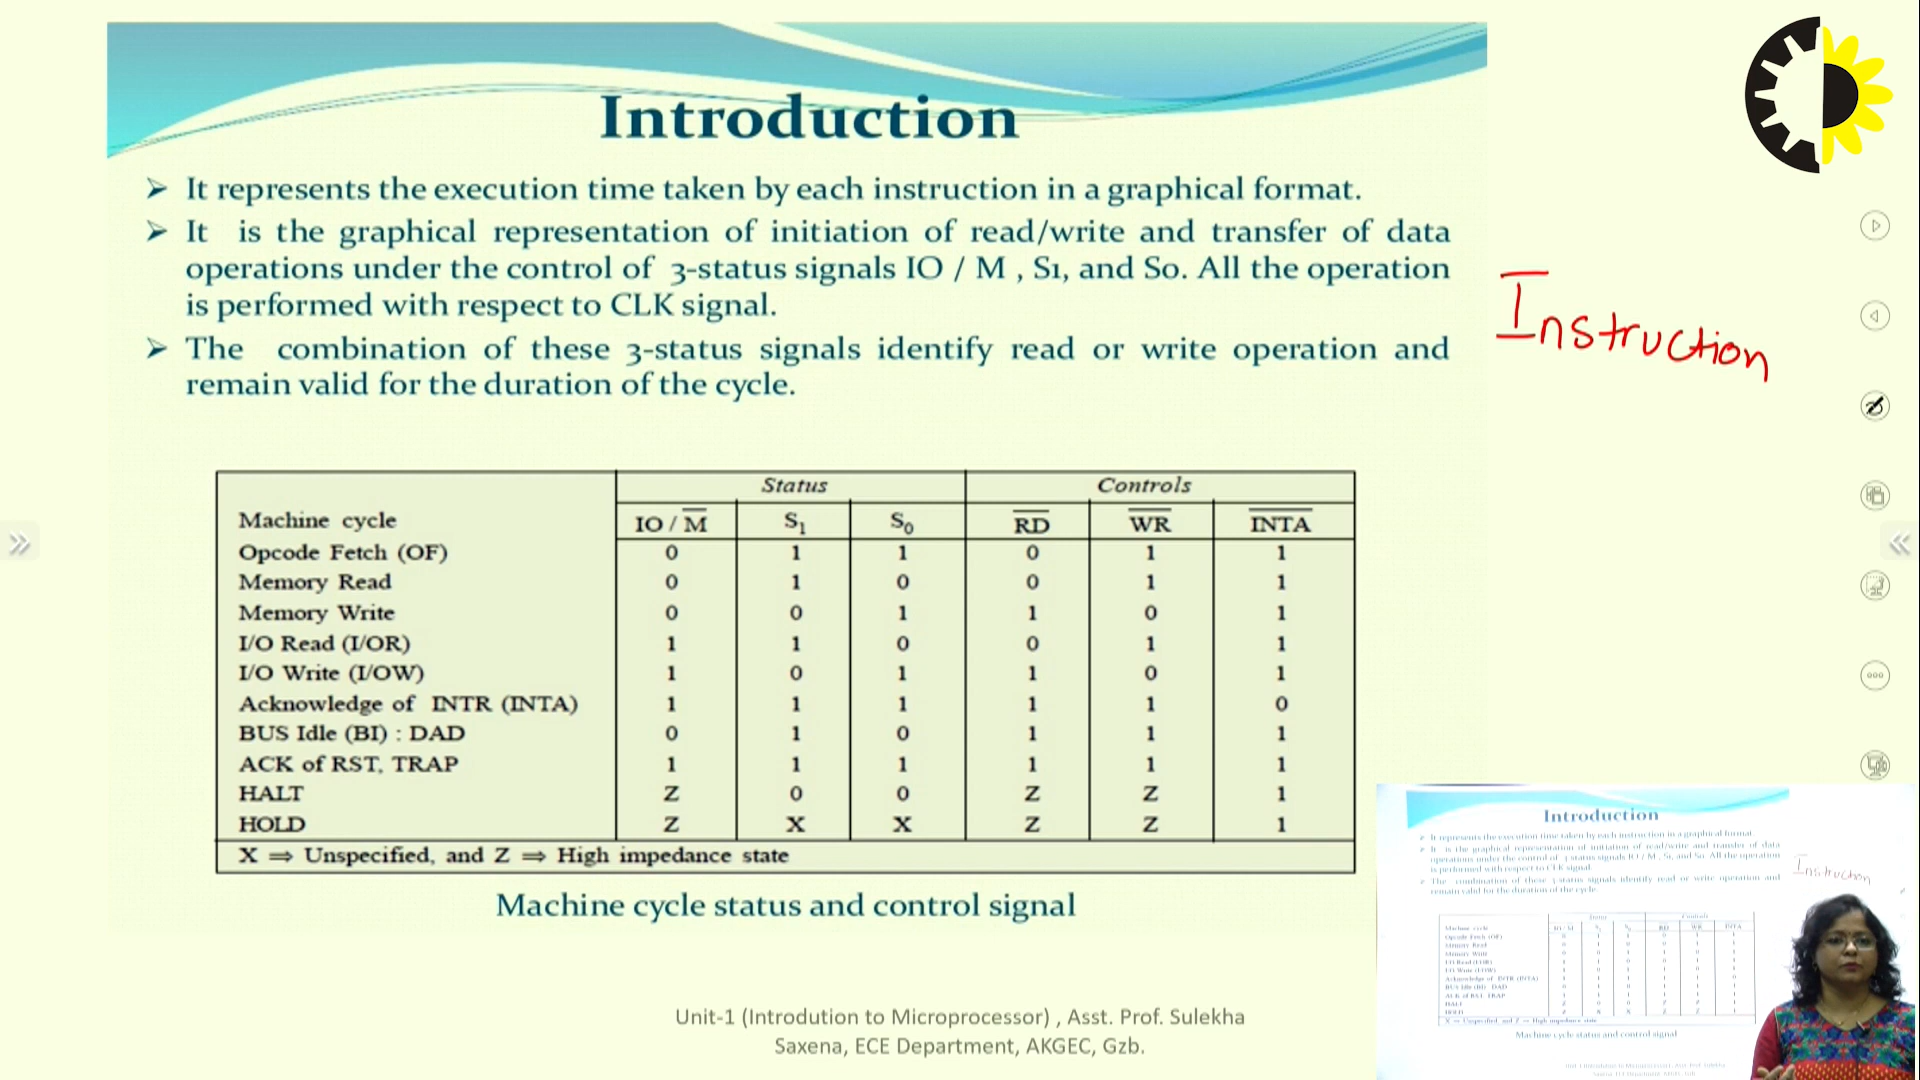 Introduction
➢ It represents the execution time taken by each instruction in a graphical format.
➢ It is the graphical representation of initiation of read/write and transfer of data
operations under the control of 3-status signals IO / M , S1, and S0. All the operation
is performed with respect to CLK signal.
➢ The combination of these 3-status signals identify read or write operation and
remain valid for the duration of the cycle.
Instruction
Status Controls
Machine cycle IO / M̅ S₁ S₀ R̅D̅ W̅R̅ I̅N̅T̅A̅
Opcode Fetch (OF) 0 1 1 0 1 1
Memory Read 0 1 0 0 1 1
Memory Write 0 0 1 1 0 1
I/O Read (I/OR) 1 1 0 0 1 1
I/O Write (I/OW) 1 0 1 1 0 1
Acknowledge of INTR (INTA) 1 1 1 1 1 0
BUS Idle (BI) : DAD 0 1 0 1 1 1
ACK of RST, TRAP 1 1 1 1 1 1
HALT Z 0 0 Z Z 1
HOLD Z X X Z Z 1
X ⇒ Unspecified, and Z ⇒ High impedance state
Machine cycle status and control signal
Unit-1 (Introdution to Microprocessor) , Asst. Prof. Sulekha
Saxena, ECE Department, AKGEC, Gzb.
Introduction
Instruction
Machine cycle status and control signal